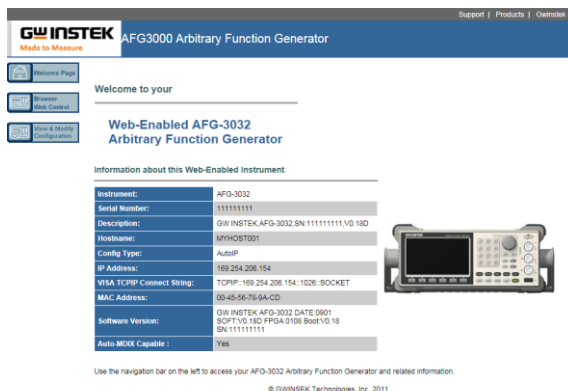 Support | Products | Gwinstek
GWINSTEK
Made to Measure
AFG3000 Arbitrary Function Generator
Welcome Page
Browser
Web Control
View & Modify
Configuration
Welcome to your
Web-Enabled AFG-3032
Arbitrary Function Generator
Information about this Web-Enabled Instrument
Instrument: AFG-3032
Serial Number: 111111111
Description: GW INSTEK,AFG-3032,SN:111111111,V0.18D
Hostname: MYHOST001
Config Type: AutoIP
IP Address: 169.254.206.154
VISA TCPIP Connect String: TCPIP::169.254.206.154::1026::SOCKET
MAC Address: 00-45-56-78-9A-CD
Software Version: GW INSTEK AFG-3032 DATE:0901
SOFT:V0.18D FPGA:0108 Boot:V0.18
SN:111111111
Auto-MDIX Capable : Yes
Use the navigation bar on the left to access your AFG-3032 Arbitrary Function Generator and related information.
© GWINSEK Technologies, Inc. 2011